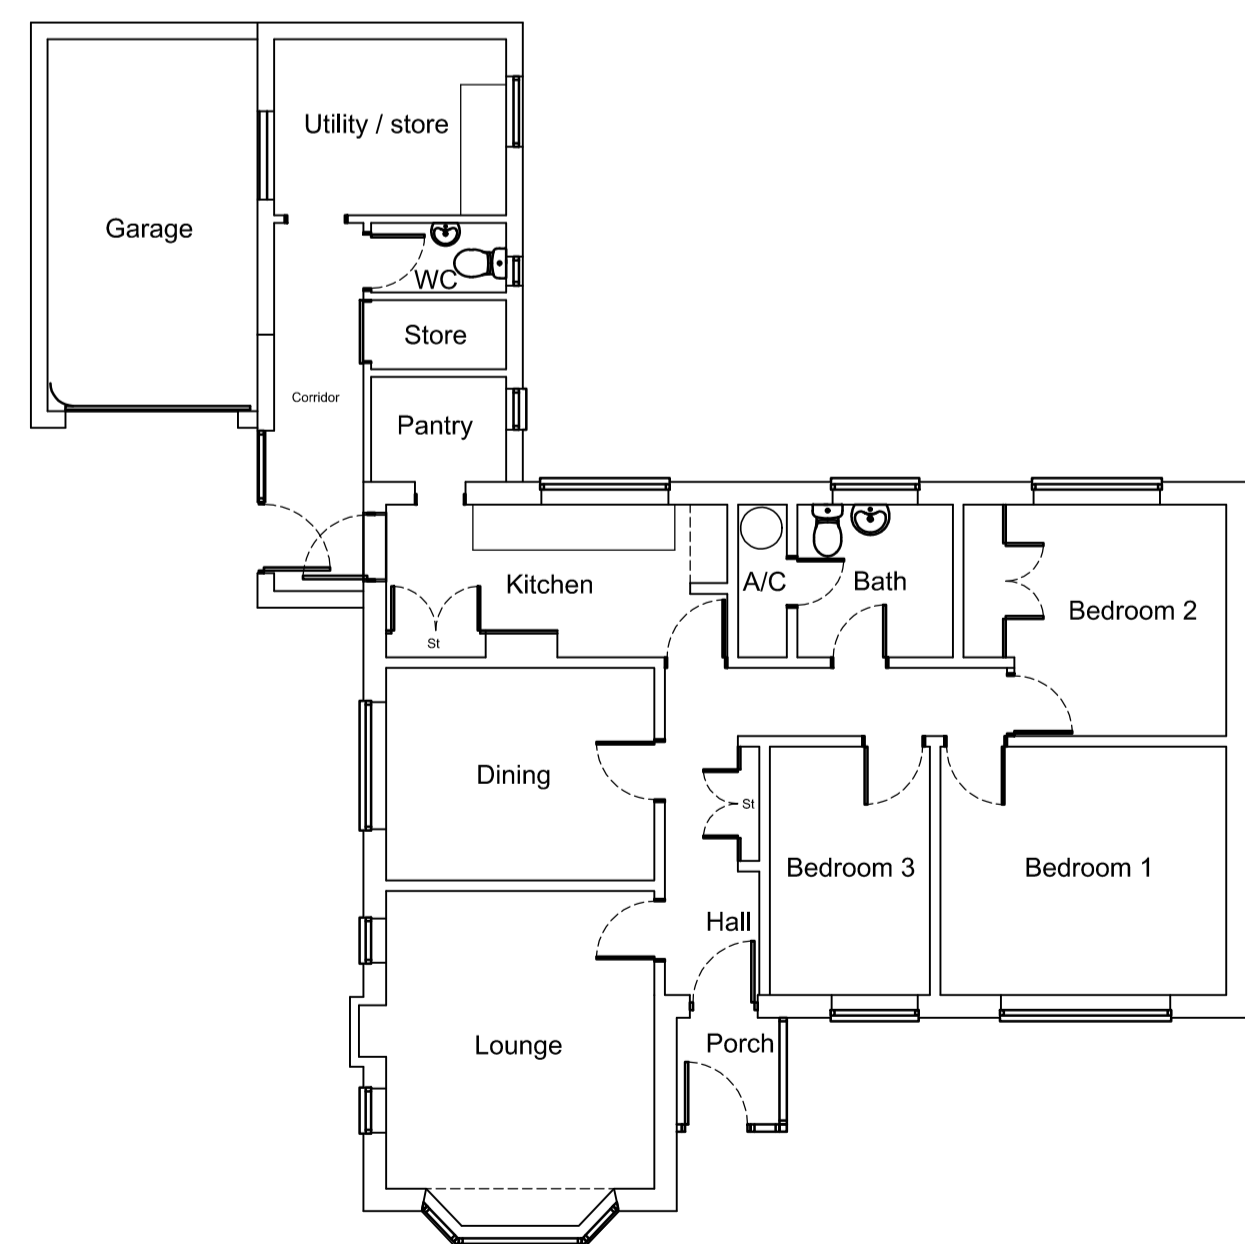 Utility / store
Garage
WC
Store
Corridor
Pantry
Kitchen
A/C
Bath
Bedroom 2
St
Dining
St
Bedroom 3
Bedroom 1
Hall
Lounge
Porch